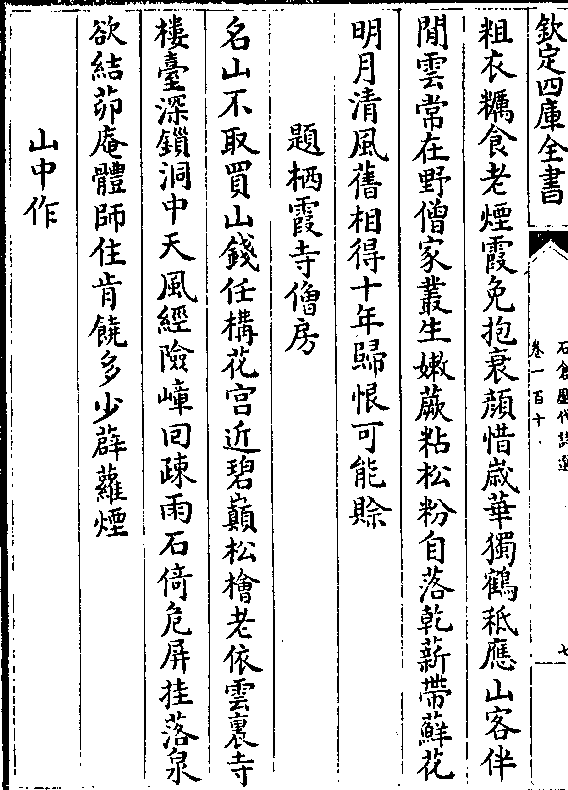 欽定四庫全書
石倉歷代詩選
卷一百十
七
粗衣糲食老煙霞免抱衰顔惜歲華獨鶴秪應山客伴
閒雲常在野僧家叢生嫩蕨粘松粉自落乾薪帶蘚花
明月清風舊相得十年歸恨可能賒
題栖霞寺僧房
名山不取買山錢任構花宫近碧巔松檜老依雲裏寺
樓臺深鎖洞中天風經險嶂回疎雨石倚危屏挂落泉
欲結茆庵體師住肯饒多少薜蘿煙
山中作